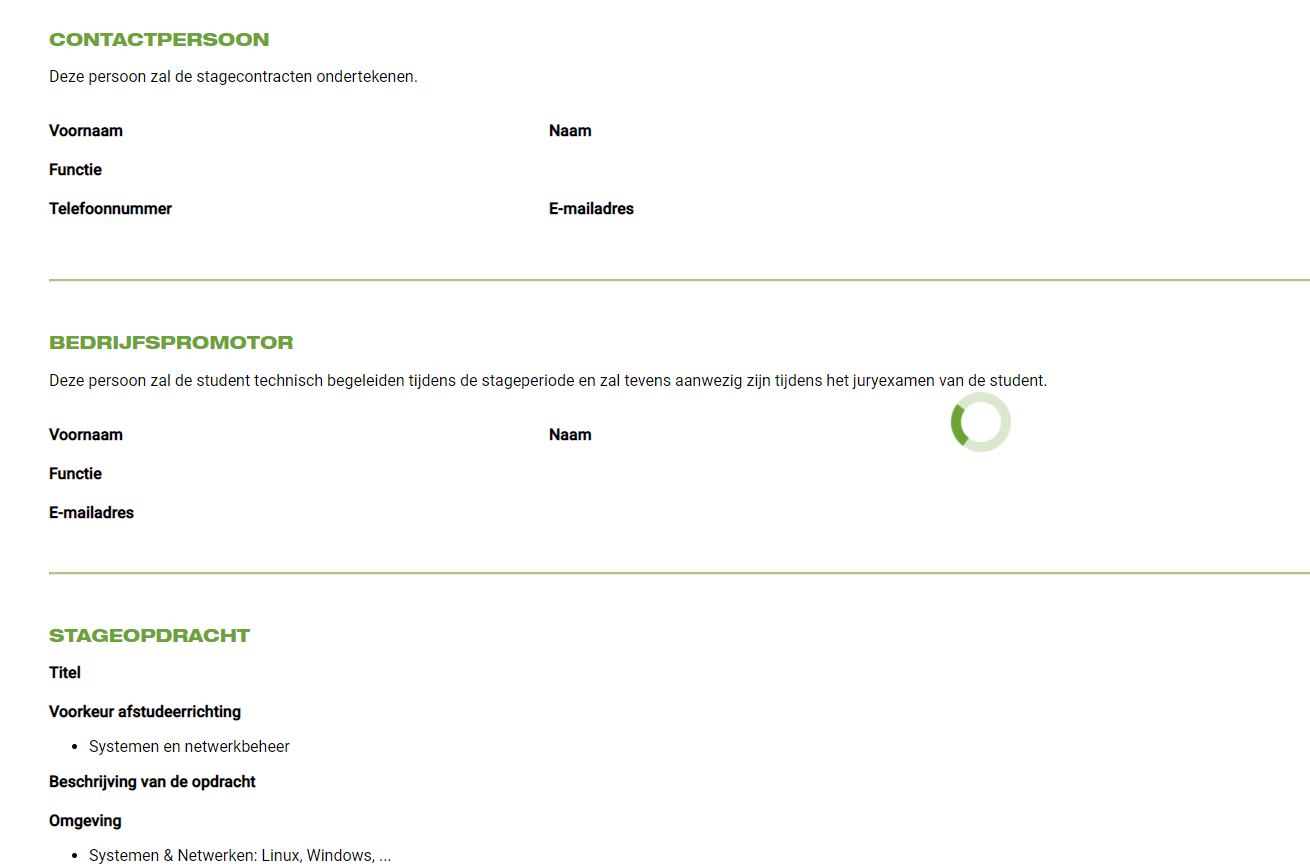 CONTACTPERSOON
Deze persoon zal de stagecontracten ondertekenen.
Voornaam Naam
Functie
Telefoonnummer E-mailadres
BEDRIJFSPROMOTOR
Deze persoon zal de student technisch begeleiden tijdens de stageperiode en zal tevens aanwezig zijn tijdens het juryexamen van de student.
Voornaam Naam
Functie
E-mailadres
STAGEOPDRACHT
Titel
Voorkeur afstudeerrichting
• Systemen en netwerkbeheer
Beschrijving van de opdracht
Omgeving
• Systemen & Netwerken: Linux, Windows, ...